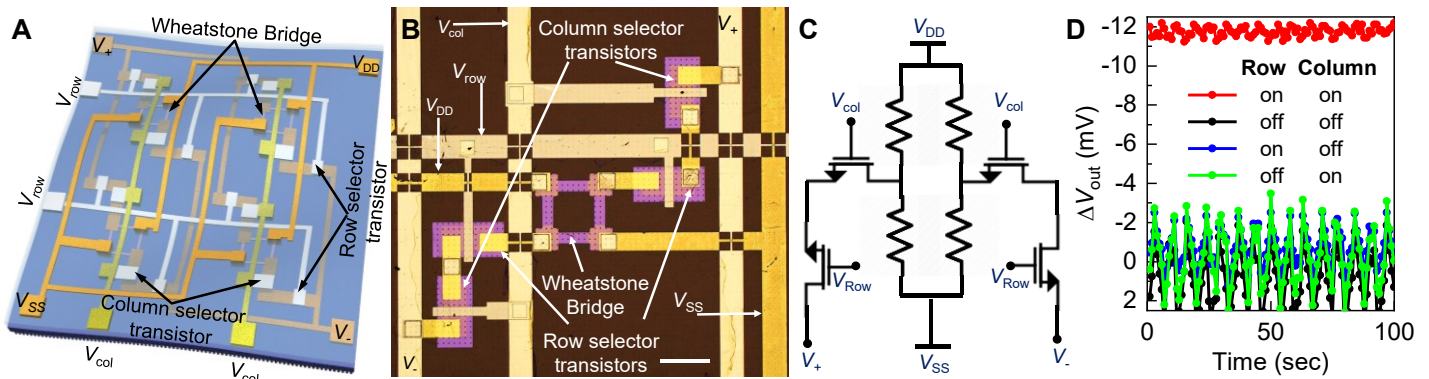 A
Wheatstone Bridge
V+
VDD
Vrow
Vrow
Row selector
transistor
Column selector
transistor
VSS
V-
Vcol
Vcol
B
Vcol
Column selector
transistors
V+
Vrow
VDD
Wheatstone
Bridge
VSS
Row selector
transistors
V-
C
VDD
Vcol
Vcol
VRow
VRow
V+
VSS
V-
D
-12
-10
-8
-6
-4
-2
0
2
ΔVout (mV)
Row Column
on on
off off
on off
off on
0 50 100
Time (sec)